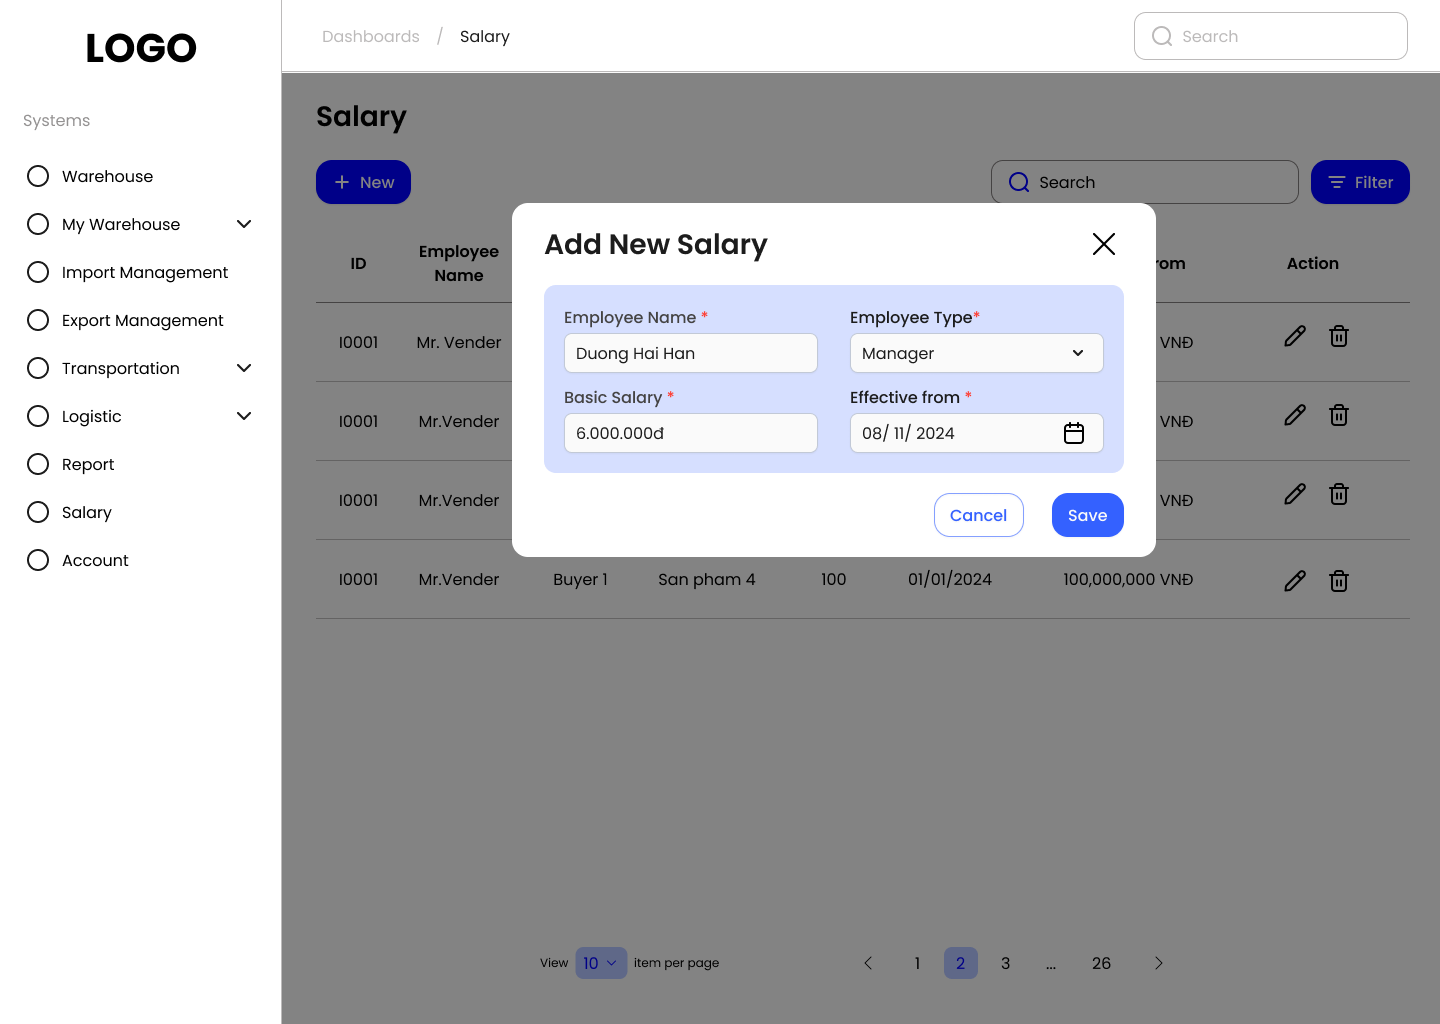 LOGO
Dashboards / Salary
Search
Systems
Warehouse
My Warehouse
Import Management
Export Management
Transportation
Logistic
Report
Salary
Account
Salary
+ New
Search
Filter
ID
Employee
Name
rom
Action
I0001 Mr. Vender VNĐ
I0001 Mr.Vender VNĐ
I0001 Mr.Vender VNĐ
I0001 Mr.Vender Buyer 1 San pham 4 100 01/01/2024 100,000,000 VNĐ
Add New Salary
Employee Name * Employee Type*
Duong Hai Han Manager
Basic Salary * Effective from *
6.000.000đ 08/ 11/ 2024
Cancel Save
View 10 item per page
1 2 3 ... 26